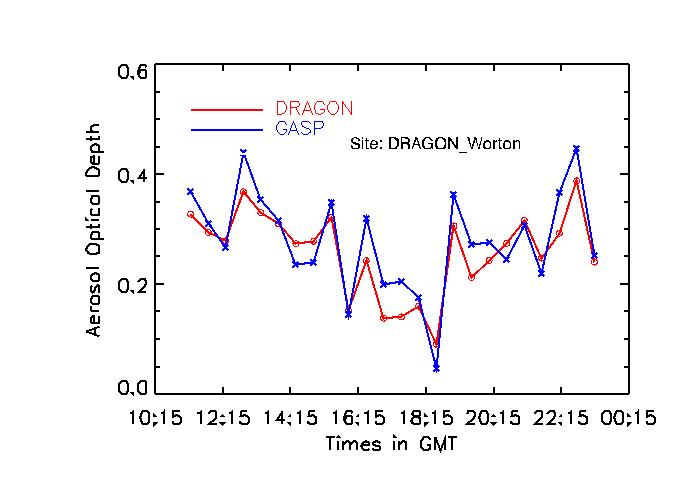 0.6
DRAGON
GASP
Site: DRAGON_Worton
0.4
0.2
0.0
Aerosol Optical Depth
10:15 12:15 14:15 16:15 18:15 20:15 22:15 00:15
Times in GMT